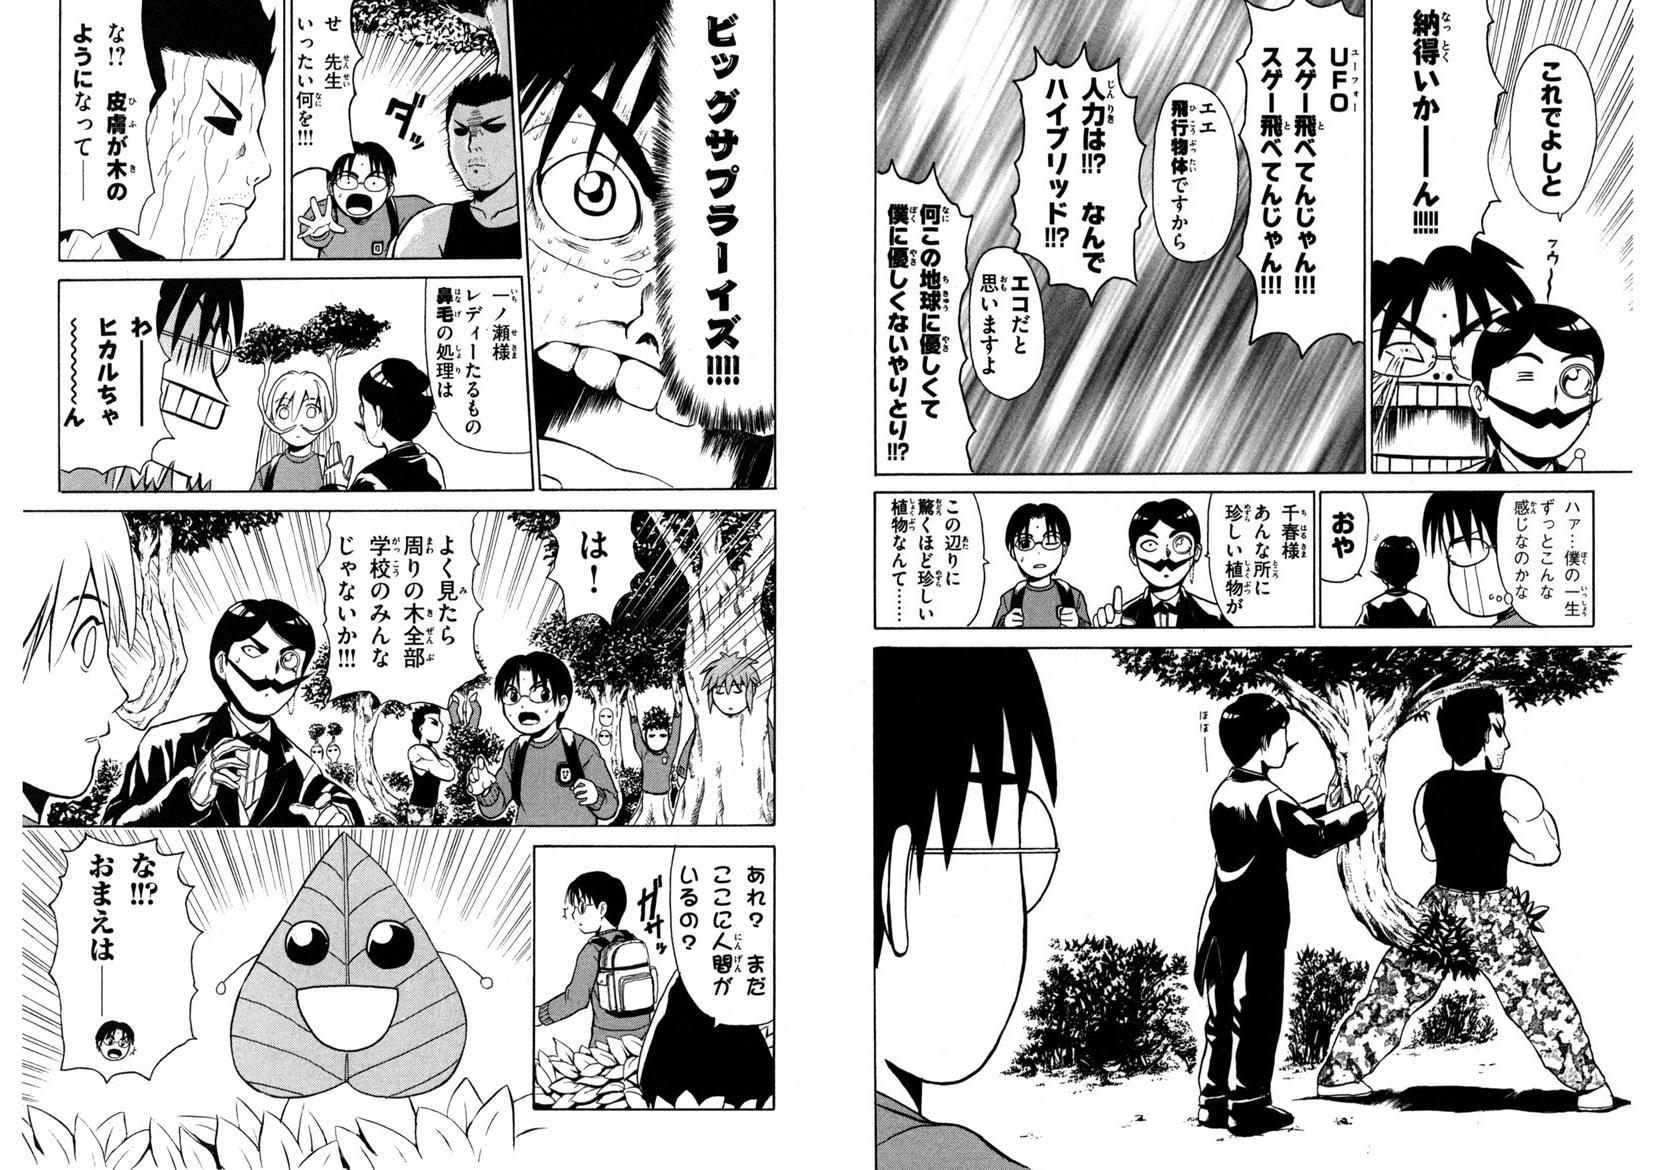 これでよしと
フゥ〜
納得いかーーん!!!!!
UFO
スゲー飛べてんじゃん!!!
スゲー飛べてんじゃん!!!
エエ
飛行物体ですから
人力は!!?　なんで
ハイブリッド!!?
エコだと
思いますよ
何この地球に優しくて
僕に優しくないやりとり!!?
ハァ…僕の一生
ずっとこんな
感じなのかな
おや
千春様
あんな所に
珍しい植物が
この辺りに
驚くほど珍しい
植物なんて……
ほほー
ビッグサプラーイズ!!!!
ダッ
せ　先生
いったい何を!!!
な!?　皮膚が木の
ようになって――
一ノ瀬様
レディーたるもの
鼻毛の処理は
わーー
ヒカルちゃ
〜〜〜〜〜ん
は！
よく見たら
周りの木全部
学校のみんな
じゃないか!!!
あれ？　まだ
ここに人間が
いるの？
ガサッ
な!!?
おまえは――